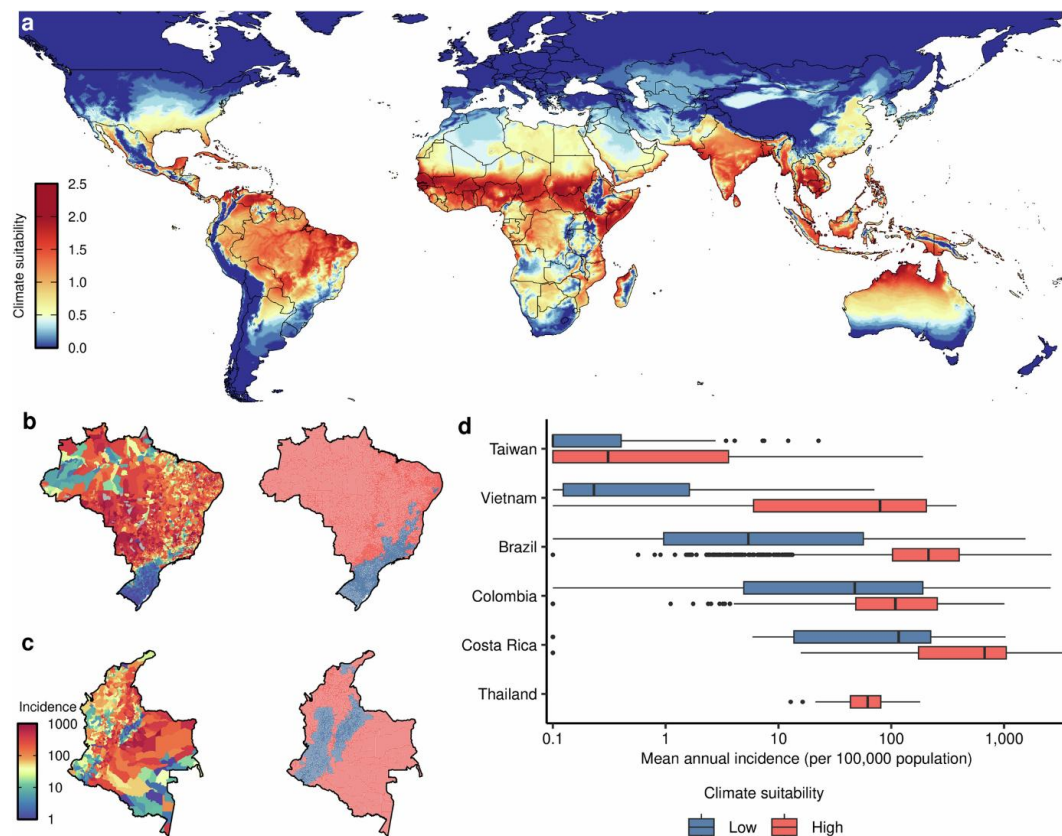 a
Climate suitability
2.5
2.0
1.5
1.0
0.5
0.0
b
c
Incidence
1000
100
10
1
d
Taiwan
Vietnam
Brazil
Colombia
Costa Rica
Thailand
0.1 1 10 100 1,000
Mean annual incidence (per 100,000 population)
Climate suitability
Low High